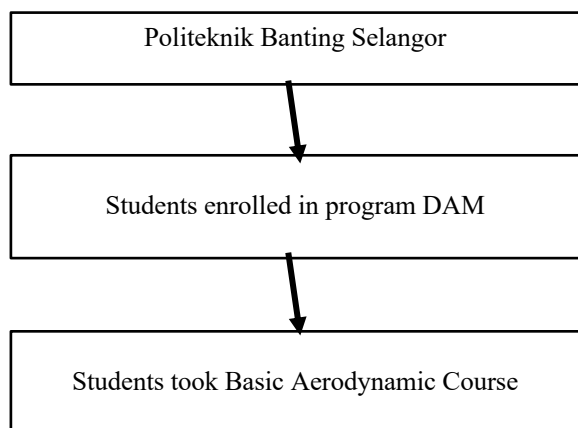 Politeknik Banting Selangor
Students enrolled in program DAM
Students took Basic Aerodynamic Course